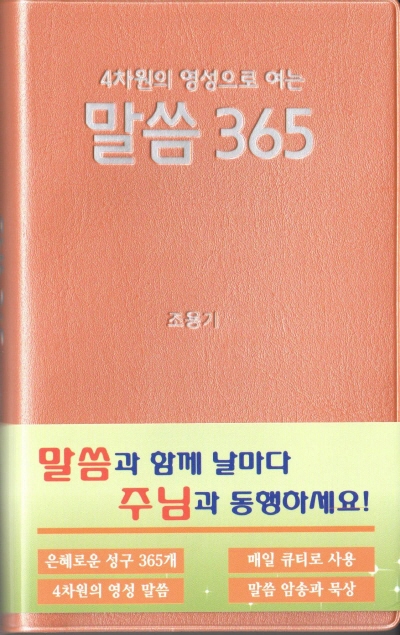 4차원의 영성으로 여는
말씀 365
조용기
말씀과 함께 날마다
주님과 동행하세요!
은혜로운 성구 365개
매일 큐티로 사용
4차원의 영성 말씀
말씀 암송과 묵상